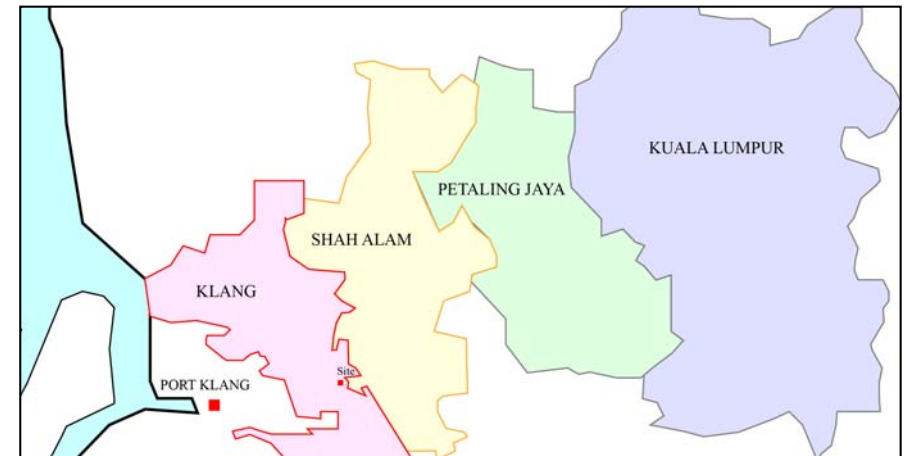 KUALA LUMPUR
PETALING JAYA
SHAH ALAM
KLANG
Site
PORT KLANG